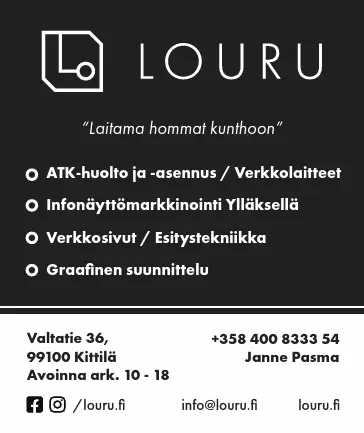 LOURU
“Laitama hommat kunthoon”
ATK-huolto ja -asennus / Verkkolaitteet
Infonäyttömarkkinointi Ylläksellä
Verkkosivut / Esitystekniikka
Graafinen suunnittelu
Valtatie 36,
99100 Kittilä
Avoinna ark. 10 - 18
+358 400 8333 54
Janne Pasma
/louru.fi info@louru.fi louru.fi